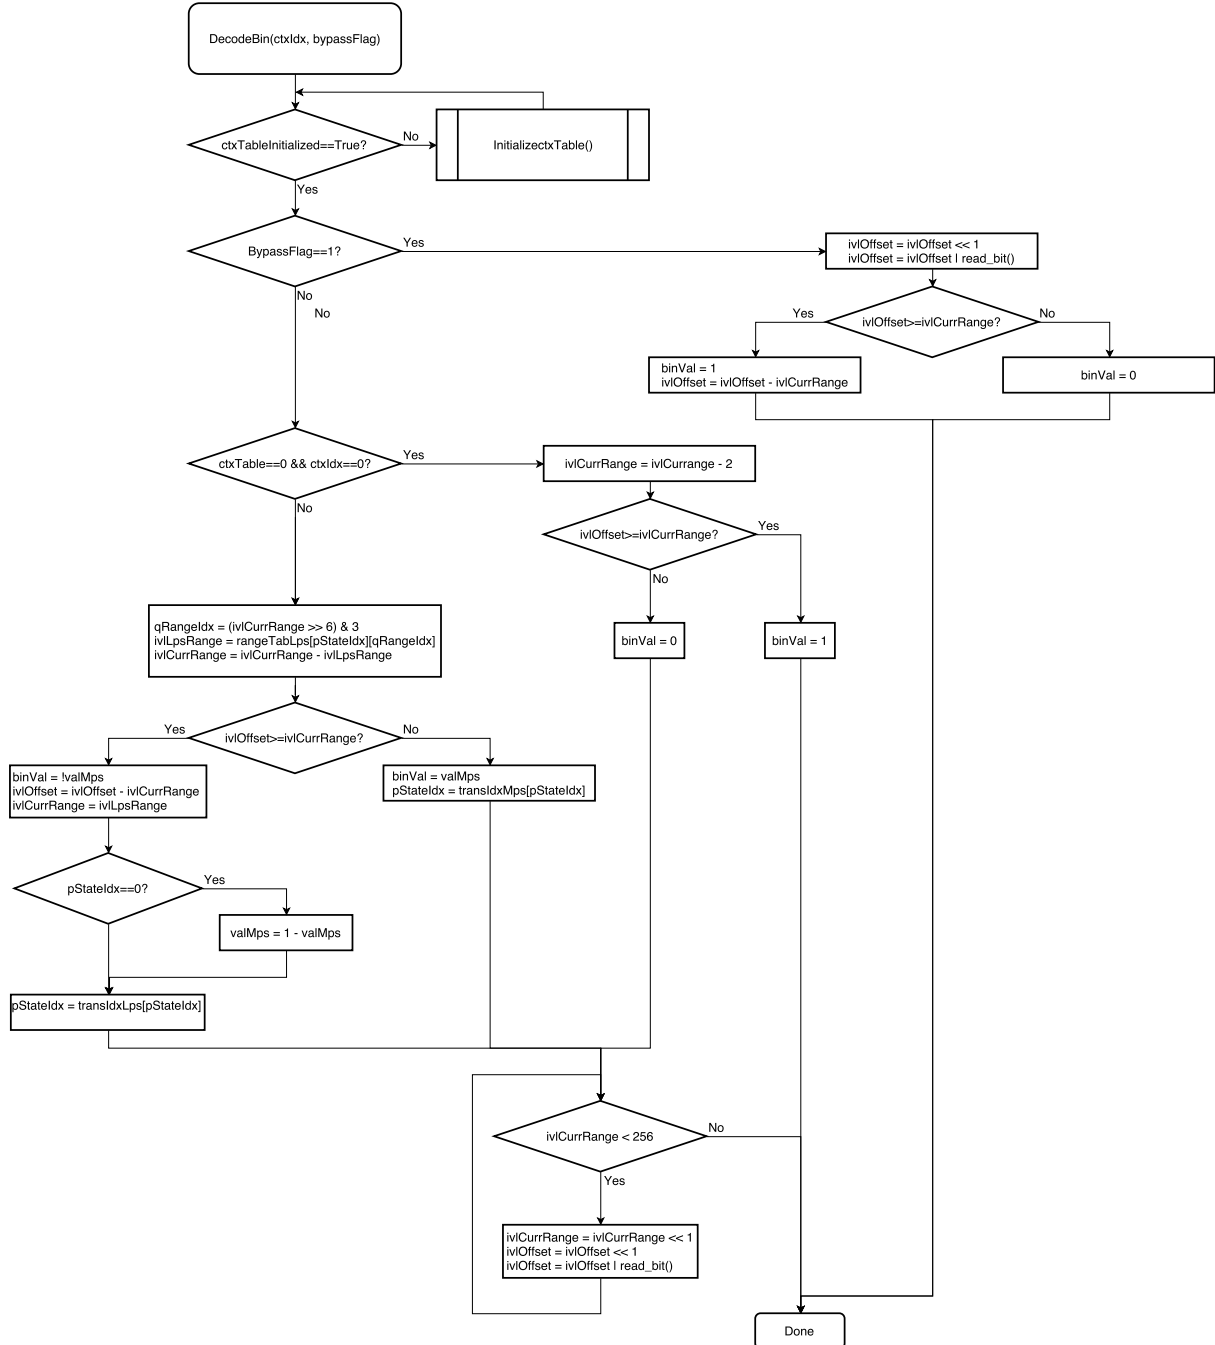 DecodeBin(ctxIdx, bypassFlag)
ctxTableInitialized==True?
No
InitializectxTable()
Yes
BypassFlag==1?
Yes
ivlOffset = ivlOffset << 1
ivlOffset = ivlOffset | read_bit()
No
No
ivlOffset>=ivlCurrRange?
Yes
No
binVal = 1
ivlOffset = ivlOffset - ivlCurrRange
binVal = 0
ctxTable==0 && ctxIdx==0?
Yes
ivlCurrRange = ivlCurrange - 2
No
ivlOffset>=ivlCurrRange?
Yes
No
binVal = 0
binVal = 1
qRangeIdx = (ivlCurrRange >> 6) & 3
ivlLpsRange = rangeTabLps[pStateIdx][qRangeIdx]
ivlCurrRange = ivlCurrRange - ivlLpsRange
ivlOffset>=ivlCurrRange?
Yes
No
binVal = !valMps
ivlOffset = ivlOffset - ivlCurrRange
ivlCurrRange = ivlLpsRange
binVal = valMps
pStateIdx = transIdxMps[pStateIdx]
pStateIdx==0?
Yes
valMps = 1 - valMps
pStateIdx = transIdxLps[pStateIdx]
ivlCurrRange < 256
No
Yes
ivlCurrRange = ivlCurrRange << 1
ivlOffset = ivlOffset << 1
ivlOffset = ivlOffset | read_bit()
Done